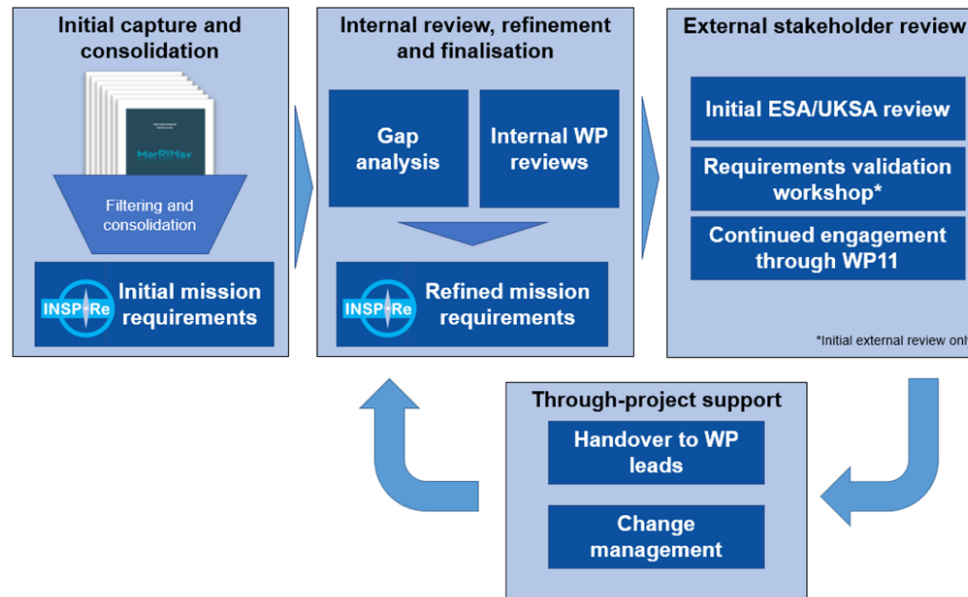 Initial capture and
consolidation
MarRINav
Filtering and
consolidation
INSPIRe
Initial mission
requirements
Internal review, refinement
and finalisation
Gap
analysis
Internal WP
reviews
INSPIRe
Refined mission
requirements
External stakeholder review
Initial ESA/UKSA review
Requirements validation
workshop*
Continued engagement
through WP11
*Initial external review only
Through-project support
Handover to WP
leads
Change
management